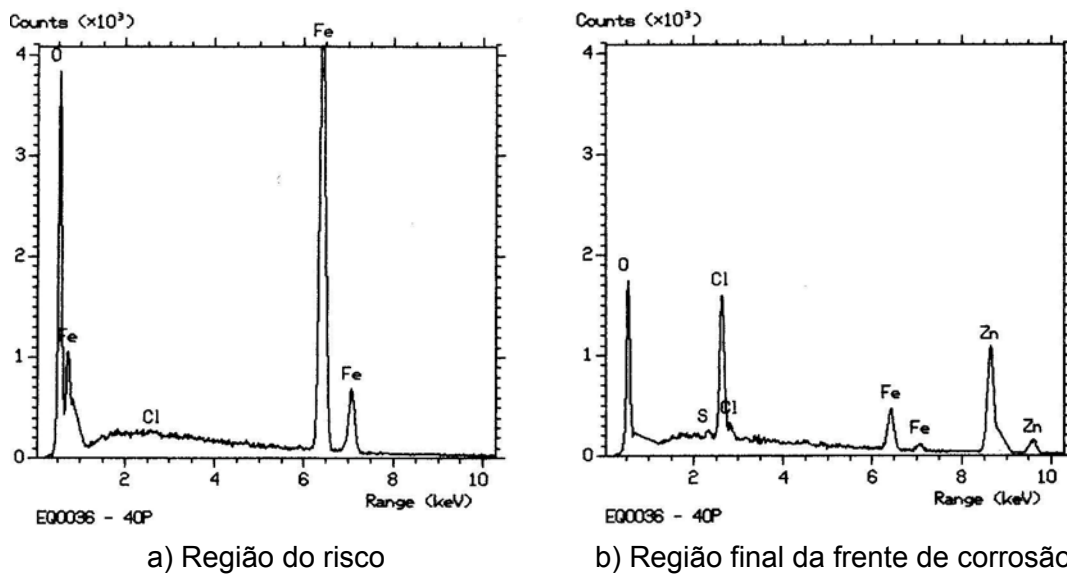 Counts (×10³)
Fe
4
O
3
2
Fe
1
Fe
Cl
0
2 4 6 8 10
Range (keV)
EQ0036 - 40P
a) Região do risco
Counts (×10³)
4
3
2
O
Cl
Zn
1
Fe
S Cl
Fe
Zn
0
2 4 6 8 10
Range (keV)
EQ0036 - 40P
b) Região final da frente de corrosão